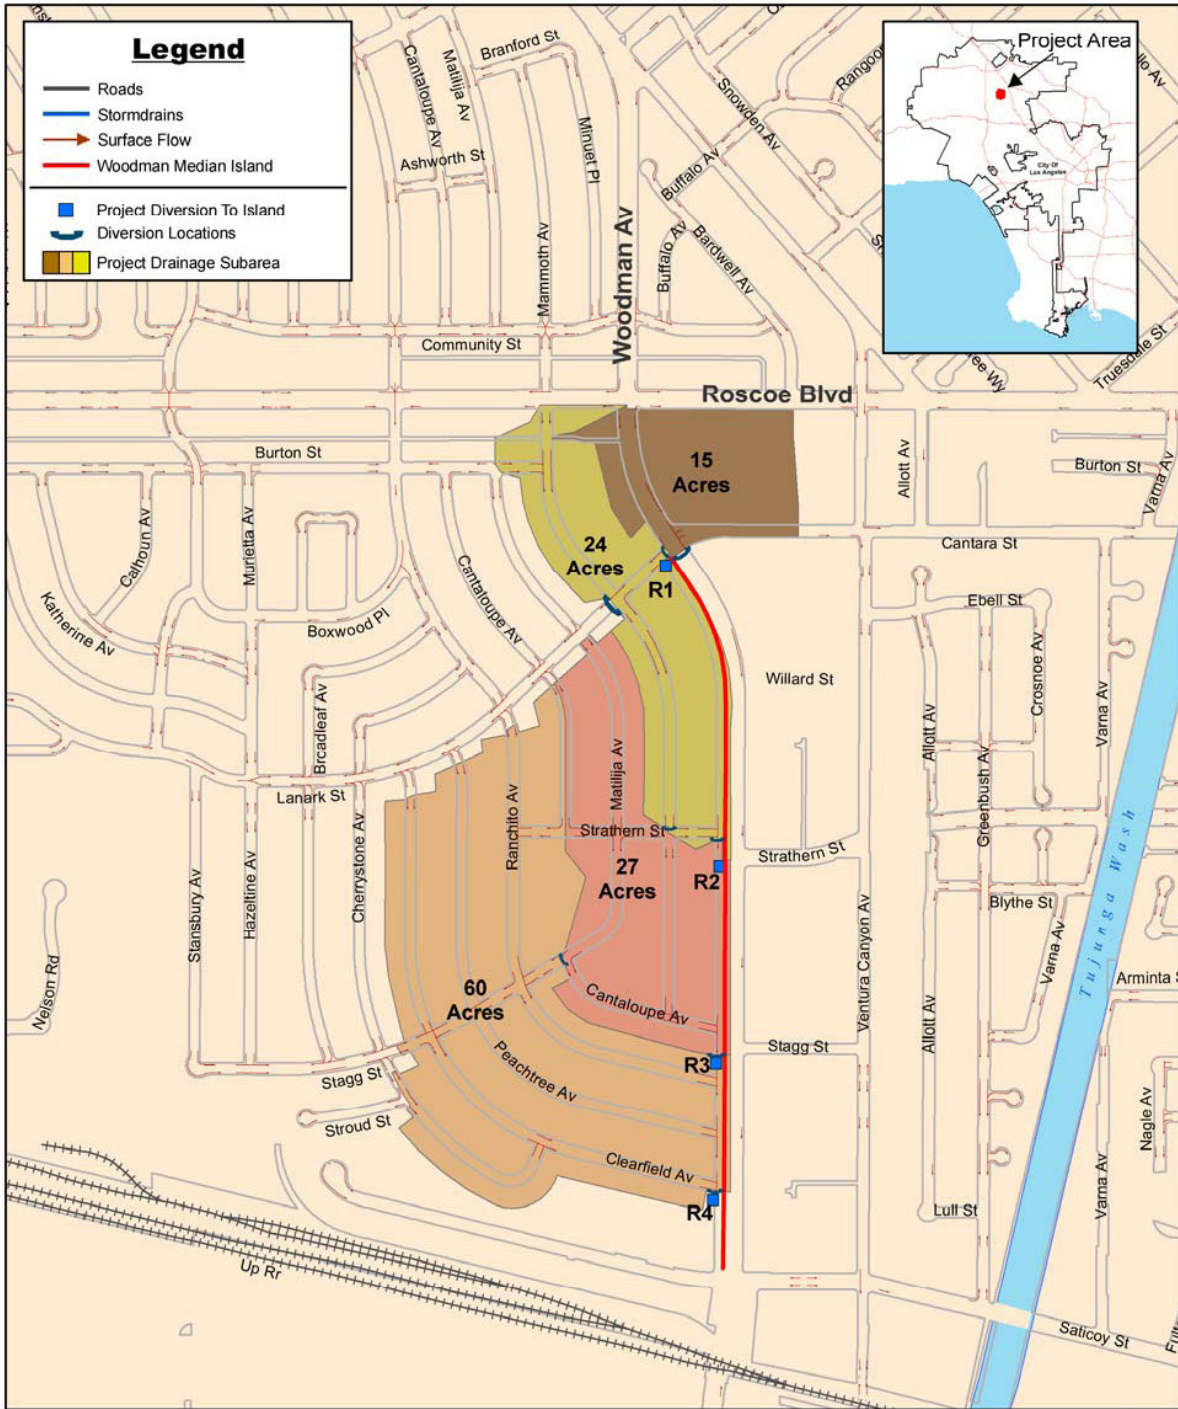 Legend
Roads
Stormdrains
Surface Flow
Woodman Median Island
Project Diversion To Island
Diversion Locations
Project Drainage Subarea
Project Area
City Of
Los Angeles
Branford St
Cantaloupe Av
Matilija Av
Ashworth St
Minuet Pl
Mammoth Av
Woodman Av
Snowden Av
Buffalo Av
Buffalo Av
Bardwell Av
Community St
Roscoe Blvd
Truesdale St
Burton St
15
Acres
Allott Av
Burton St
Varna Av
Calhoun Av
Murietta Av
24
Acres
Cantara St
R1
Katherine Av
Boxwood Pl
Cantaloupe Av
Ebell St
Crosnoe Av
Willard St
Brcadleaf Av
Allott Av
Varna Av
Greenbush Av
Lanark St
Ranchito Av
Matilija Av
Strathern St
Strathern St
27
Acres
R2
Stansbury Av
Hazeltine Av
Cherrystone Av
Blythe St
Varna Av
Ventura Canyon Av
Tujunga Wash
Nelson Rd
60
Acres
Cantaloupe Av
Allott Av
Arminta S
Stagg St
Stagg St
R3
Peachtree Av
Stroud St
Nagle Av
Clearfield Av
Varna Av
R4
Lull St
Up Rr
Saticoy St